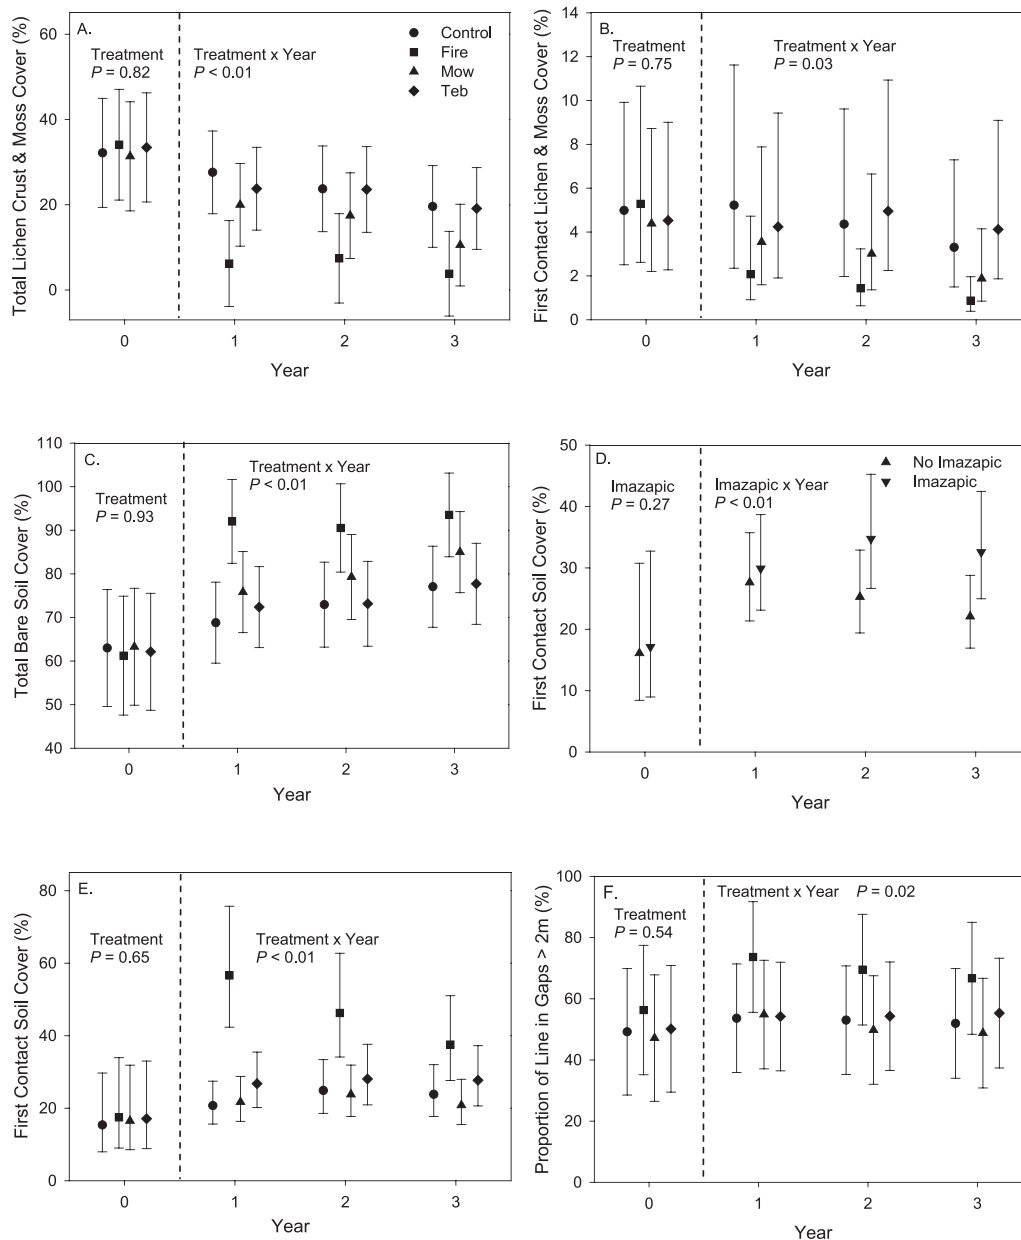 A.
Control
Fire
Mow
Teb
Treatment
P = 0.82
Treatment x Year
P < 0.01
Total Lichen Crust & Moss Cover (%)
60
40
20
0
0
1
2
3
Year
B.
Treatment
P = 0.75
Treatment x Year
P = 0.03
First Contact Lichen & Moss Cover (%)
14
12
10
8
6
4
2
0
0
1
2
3
Year
C.
Treatment
P = 0.93
Treatment x Year
P < 0.01
Total Bare Soil Cover (%)
110
100
90
80
70
60
50
40
0
1
2
3
Year
D.
No Imazapic
Imazapic
Imazapic
P = 0.27
Imazapic x Year
P < 0.01
First Contact Soil Cover (%)
50
40
30
20
10
0
0
1
2
3
Year
E.
Treatment
P = 0.65
Treatment x Year
P < 0.01
First Contact Soil Cover (%)
80
60
40
20
0
0
1
2
3
Year
F.
Treatment
P = 0.54
Treatment x Year P = 0.02
Proportion of Line in Gaps > 2m (%)
100
80
60
40
20
0
0
1
2
3
Year